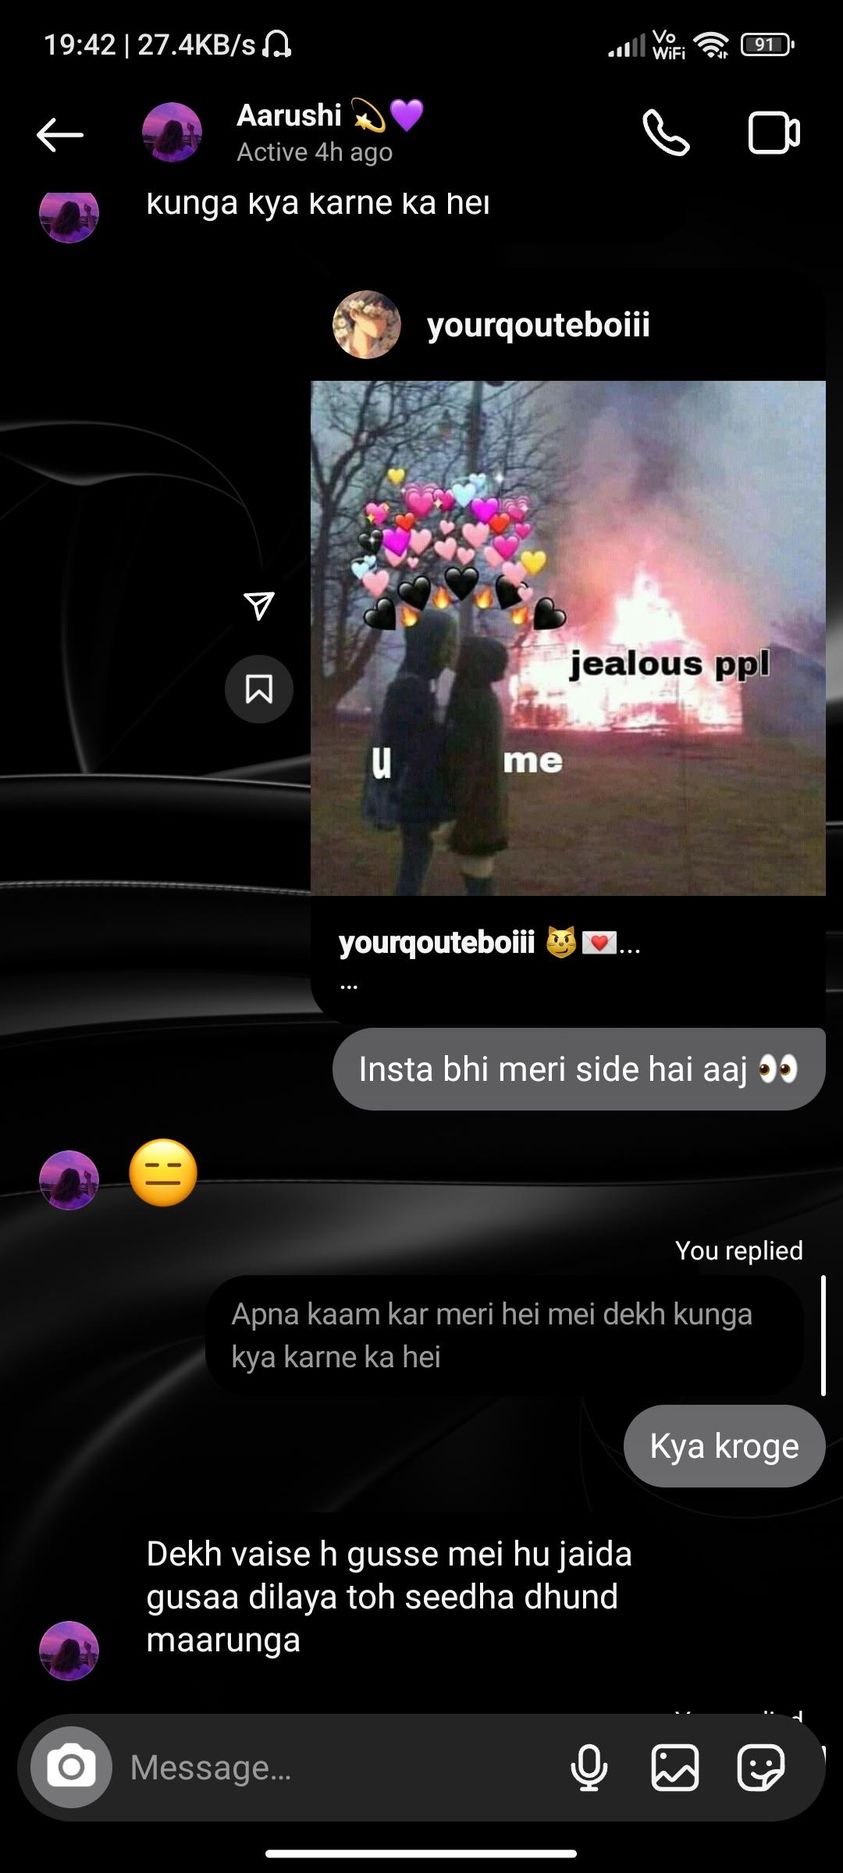 19:42 | 27.4KB/s
Vo
WiFi
91
Aarushi 💫💜
Active 4h ago
kunga kya karne ka hei
yourqouteboiii
jealous ppl
u
me
yourqouteboiii 😼💌...
...
Insta bhi meri side hai aaj 👀
😑
You replied
Apna kaam kar meri hei mei dekh kunga
kya karne ka hei
Kya kroge
Dekh vaise h gusse mei hu jaida
gusaa dilaya toh seedha dhund
maarunga
Message...